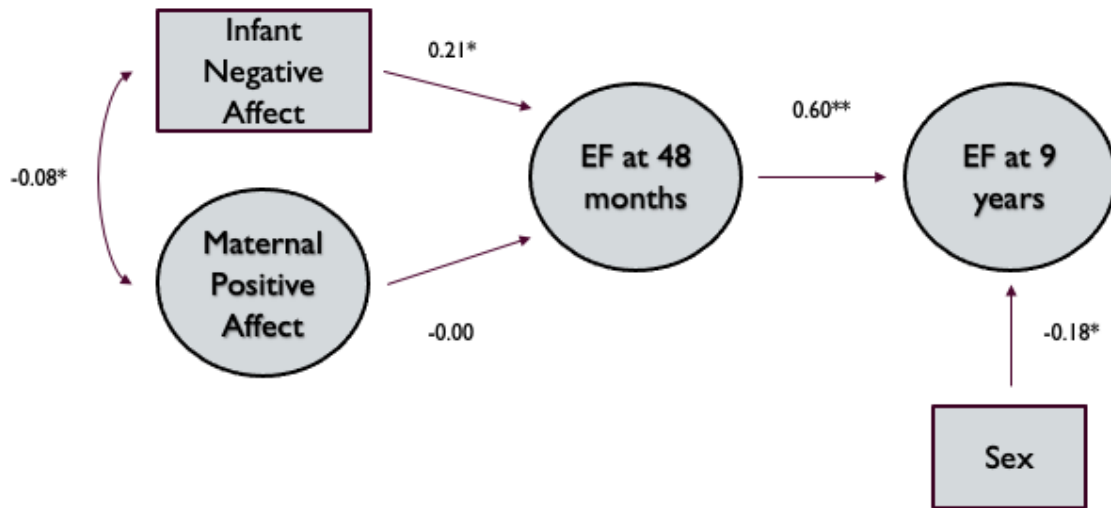 Infant
Negative
Affect
0.21*
-0.08*
Maternal
Positive
Affect
-0.00
EF at 48
months
0.60**
EF at 9
years
-0.18*
Sex